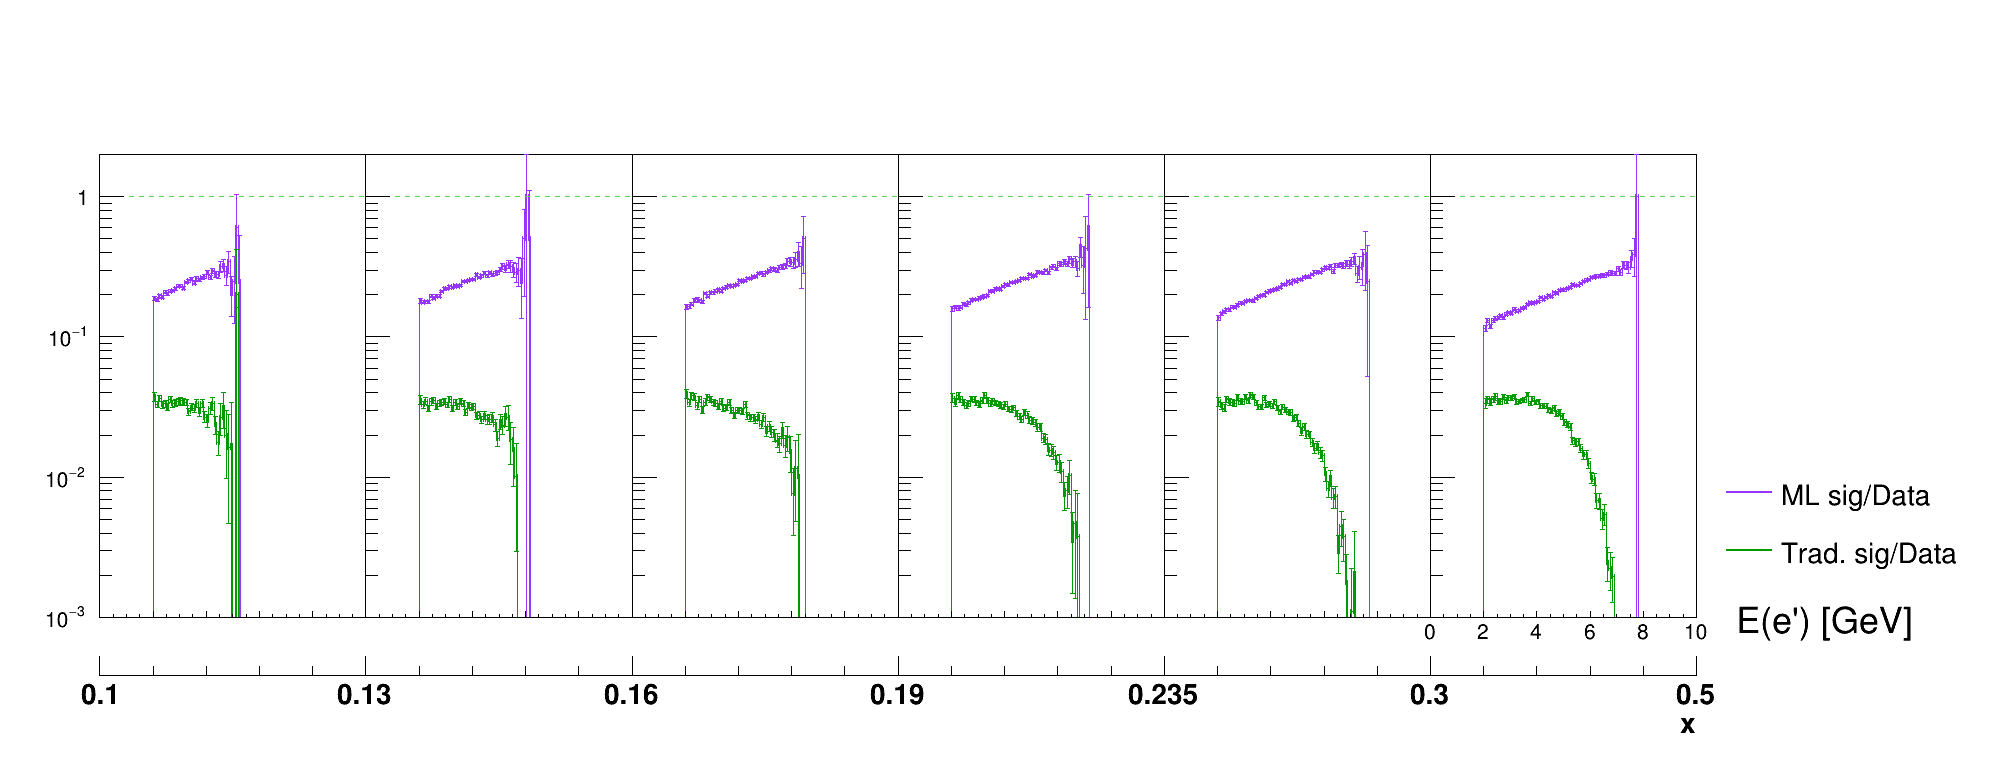 1
10⁻¹
10⁻²
10⁻³
ML sig/Data
Trad. sig/Data
E(e') [GeV]
0 2 4 6 8 10
0.1 0.13 0.16 0.19 0.235 0.3 0.5
x